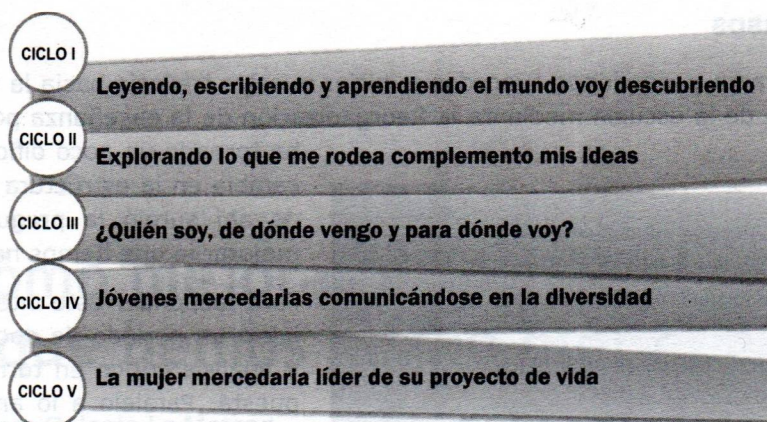 CICLO I
Leyendo, escribiendo y aprendiendo el mundo voy descubriendo
CICLO II
Explorando lo que me rodea complemento mis ideas
CICLO III
¿Quién soy, de dónde vengo y para dónde voy?
CICLO IV
Jóvenes mercedarias comunicándose en la diversidad
CICLO V
La mujer mercedaria líder de su proyecto de vida